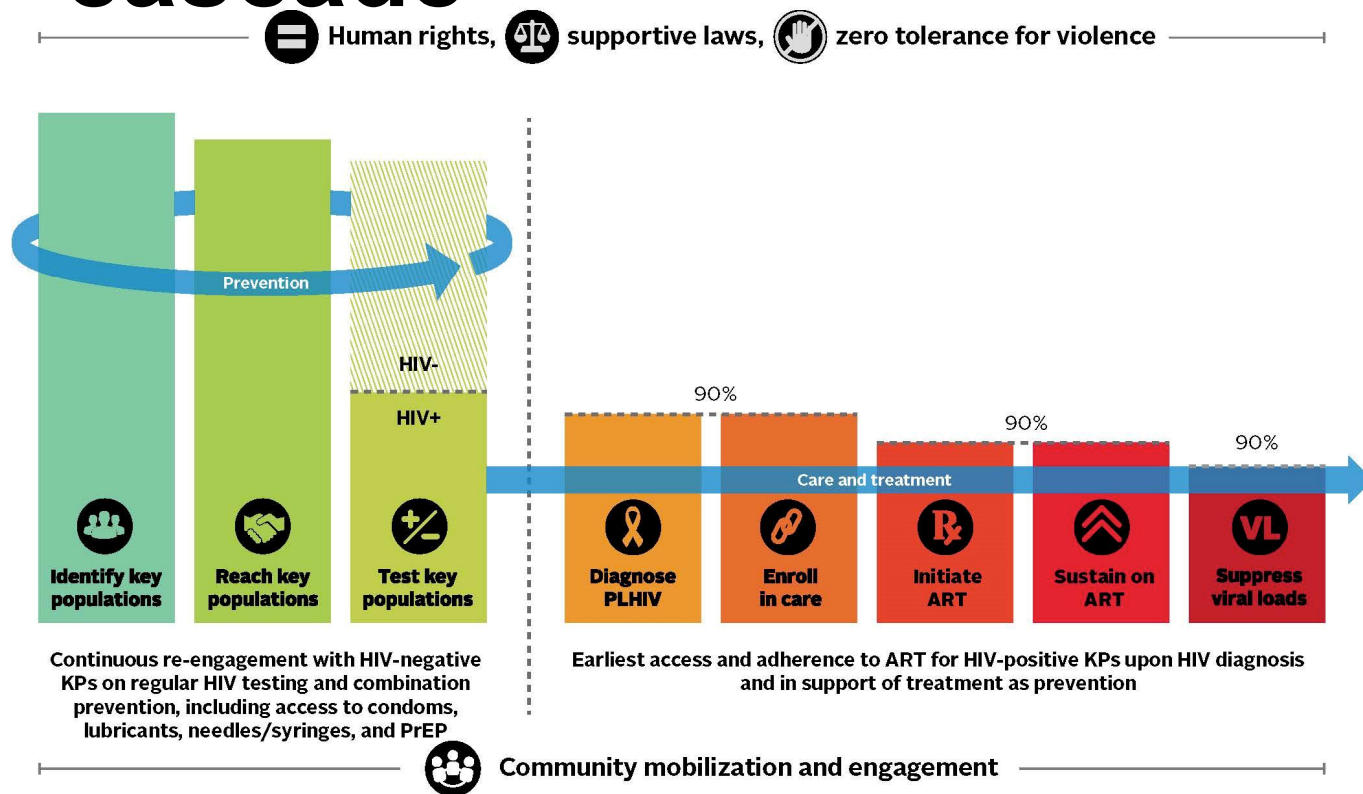 cascade
Human rights, supportive laws, zero tolerance for violence
Prevention
HIV-
HIV+
90%
90%
90%
Care and treatment
VL
Identify key
populations
Reach key
populations
Test key
populations
Diagnose
PLHIV
Enroll
in care
Initiate
ART
Sustain on
ART
Suppress
viral loads
Continuous re-engagement with HIV-negative
KPs on regular HIV testing and combination
prevention, including access to condoms,
lubricants, needles/syringes, and PrEP
Earliest access and adherence to ART for HIV-positive KPs upon HIV diagnosis
and in support of treatment as prevention
Community mobilization and engagement